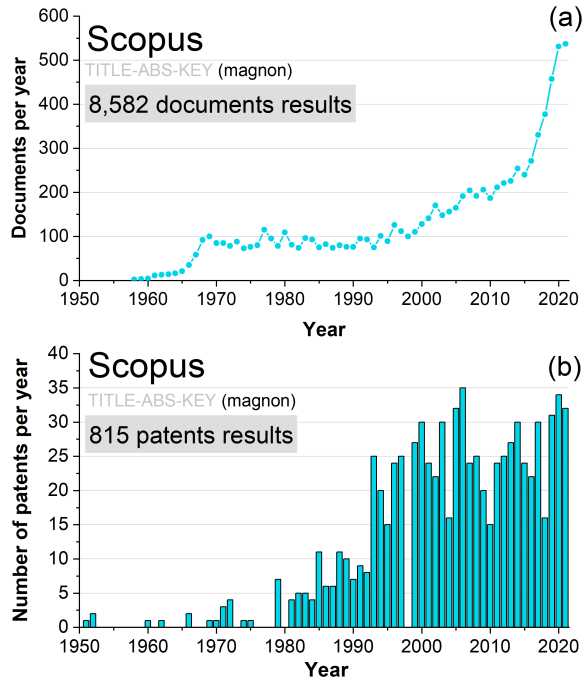 (a)
Scopus
TITLE-ABS-KEY (magnon)
8,582 documents results
Documents per year
600
500
400
300
200
100
0
1950 1960 1970 1980 1990 2000 2010 2020
Year
(b)
Scopus
TITLE-ABS-KEY (magnon)
815 patents results
Number of patents per year
40
35
30
25
20
15
10
5
0
1950 1960 1970 1980 1990 2000 2010 2020
Year